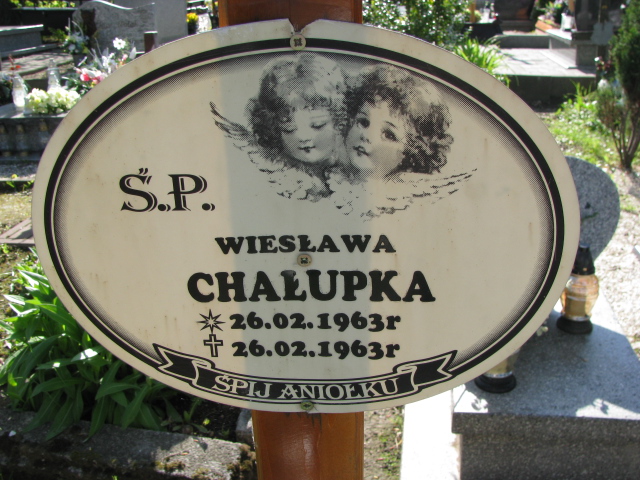 Ś.P.
WIESŁAWA
CHAŁUPKA
26.02.1963r
26.02.1963r
ŚPIJ ANIOŁKU